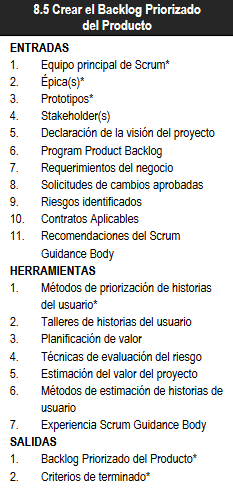 8.5 Crear el Backlog Priorizado
del Producto
ENTRADAS
1. Equipo principal de Scrum*
2. Épica(s)*
3. Prototipos*
4. Stakeholder(s)
5. Declaración de la visión del proyecto
6. Program Product Backlog
7. Requerimientos del negocio
8. Solicitudes de cambios aprobadas
9. Riesgos identificados
10. Contratos Aplicables
11. Recomendaciones del Scrum
Guidance Body
HERRAMIENTAS
1. Métodos de priorización de historias
del usuario*
2. Talleres de historias del usuario
3. Planificación de valor
4. Técnicas de evaluación del riesgo
5. Estimación del valor del proyecto
6. Métodos de estimación de historias de
usuario
7. Experiencia Scrum Guidance Body
SALIDAS
1. Backlog Priorizado del Producto*
2. Criterios de terminado*